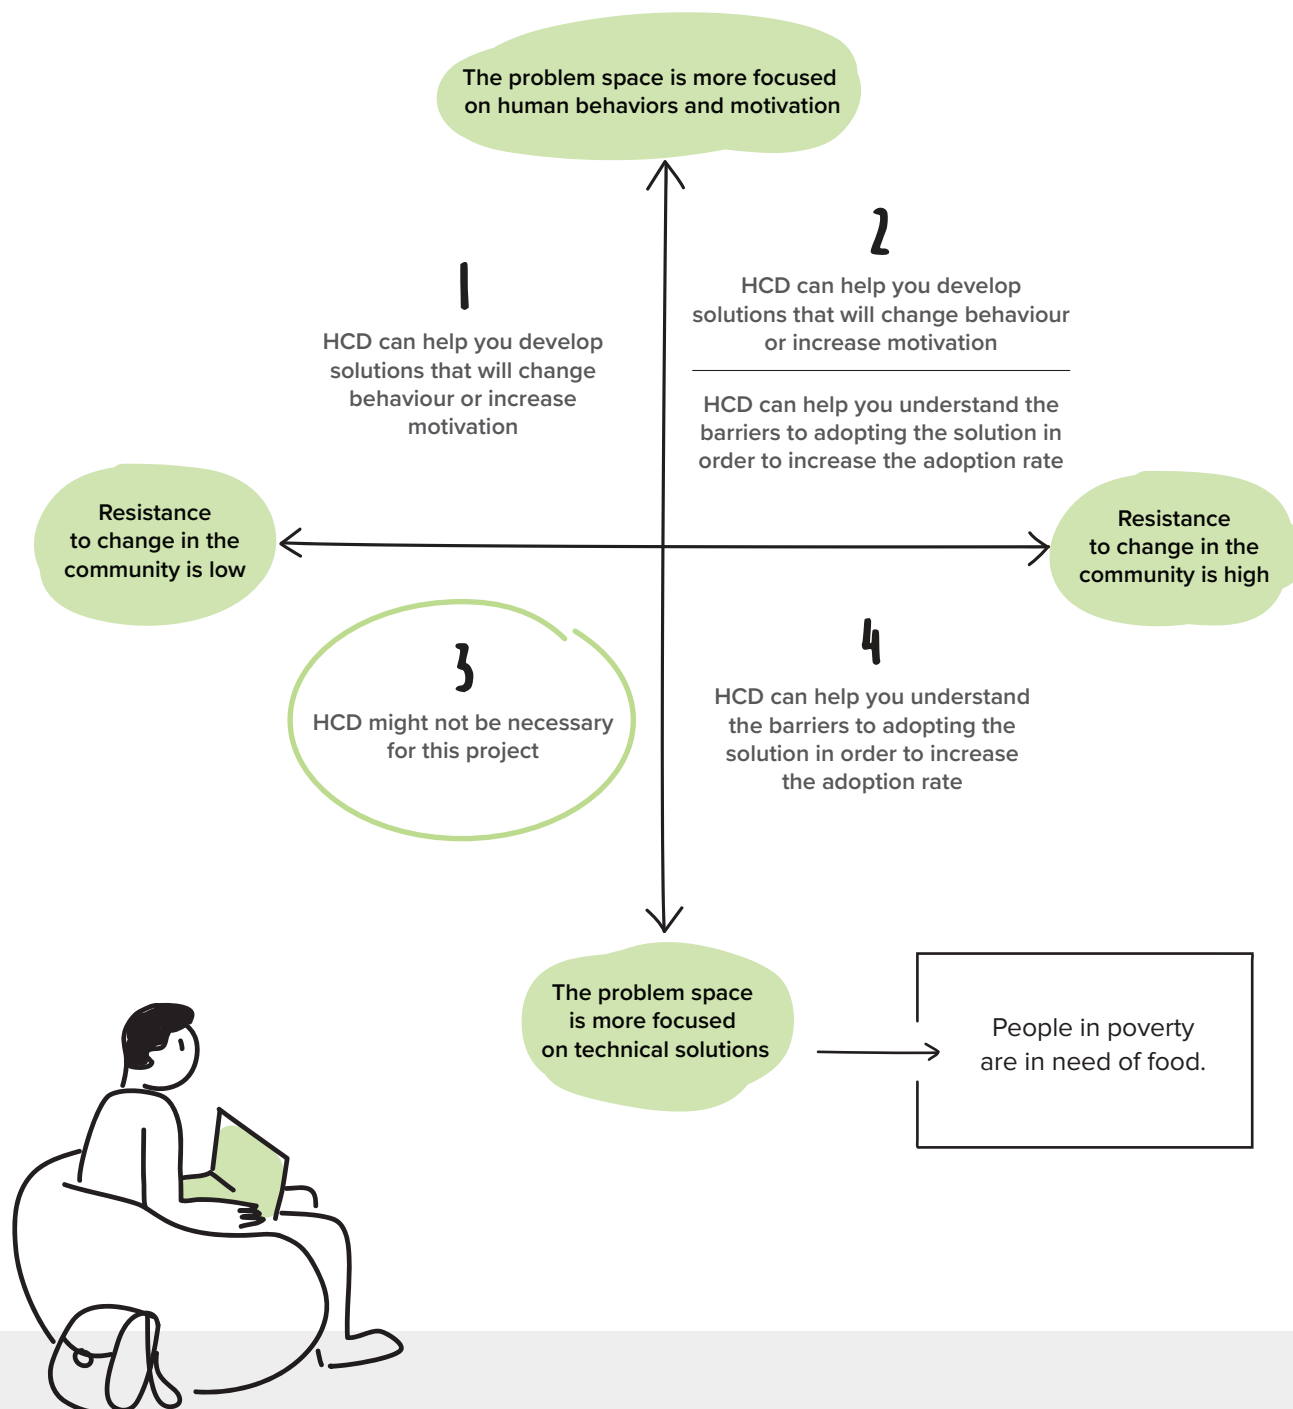 The problem space is more focused
on human behaviors and motivation
1
HCD can help you develop
solutions that will change
behaviour or increase
motivation
2
HCD can help you develop
solutions that will change behaviour
or increase motivation
HCD can help you understand the
barriers to adopting the solution in
order to increase the adoption rate
Resistance
to change in the
community is low
Resistance
to change in the
community is high
3
HCD might not be necessary
for this project
4
HCD can help you understand
the barriers to adopting the
solution in order to increase
the adoption rate
The problem space
is more focused
on technical solutions
People in poverty
are in need of food.